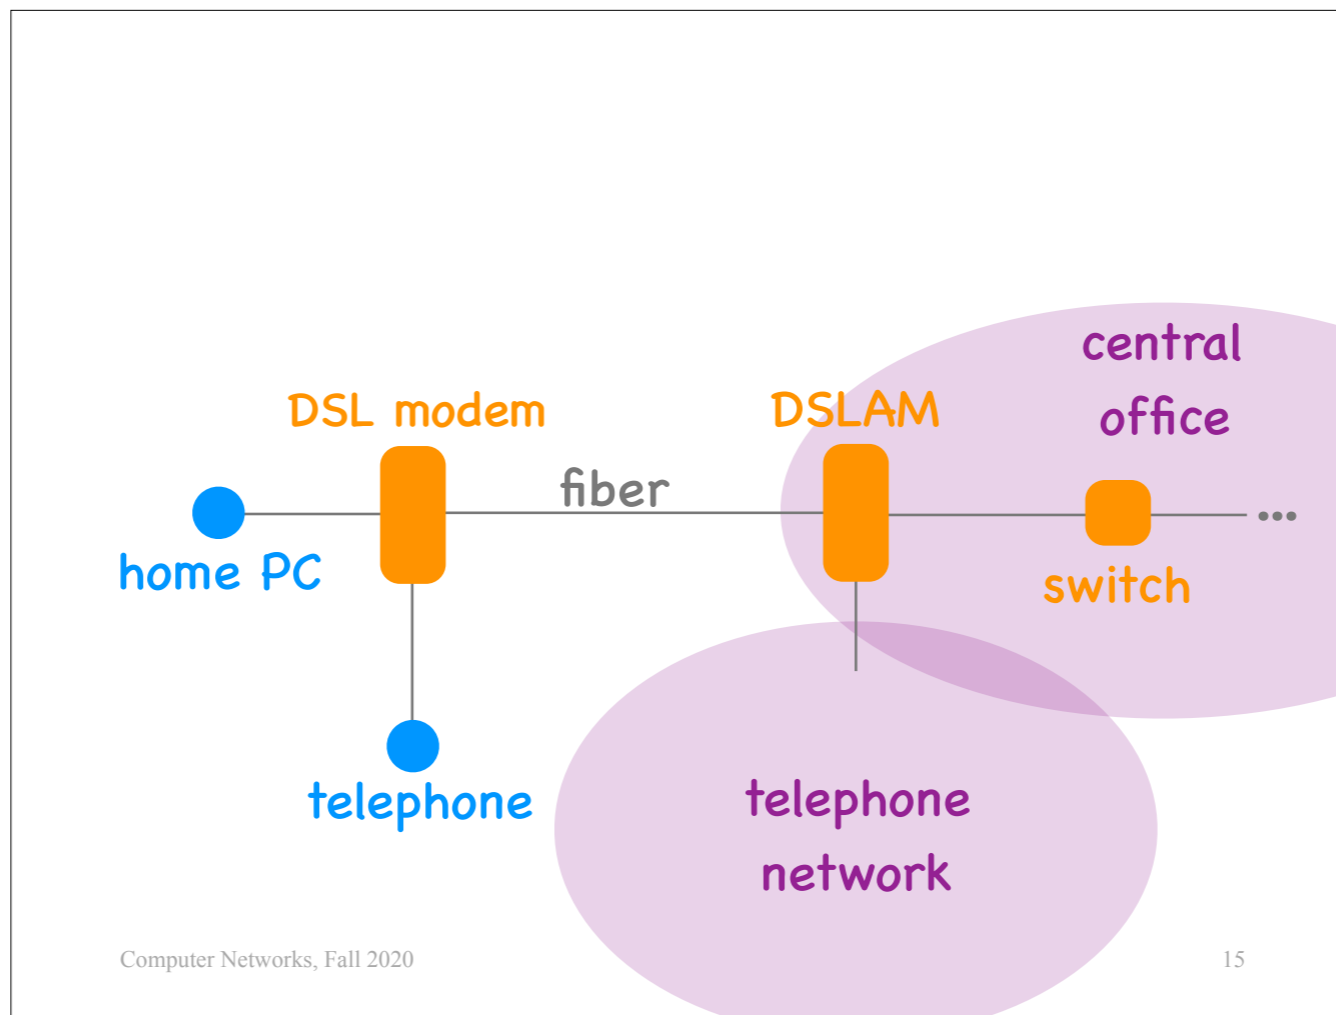 central
office
DSL modem
DSLAM
fiber
home PC
switch
telephone
telephone
network
Computer Networks, Fall 2020
15